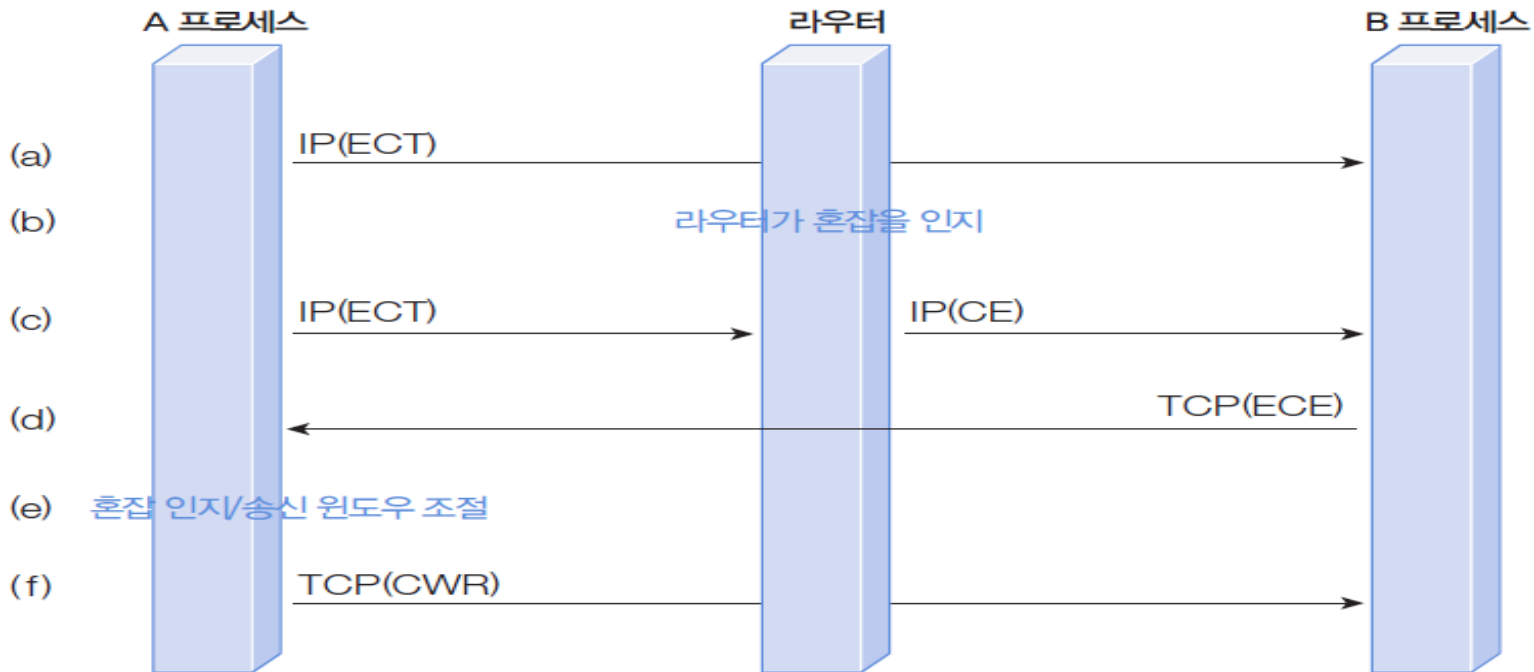 A 프로세스 라우터 B 프로세스
(a) IP(ECT)
(b) 라우터가 혼잡을 인지
(c) IP(ECT) IP(CE)
(d) TCP(ECE)
(e) 혼잡 인지/송신 윈도우 조절
(f) TCP(CWR)